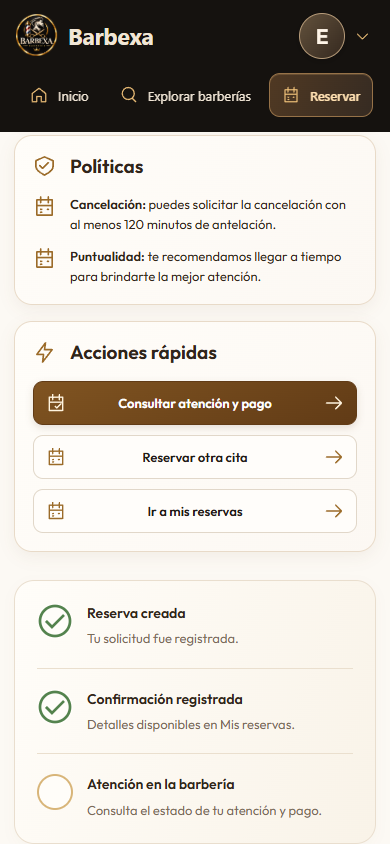 BARBEXA
Barbexa
E
Inicio
Explorar barberías
Reservar
Políticas
Cancelación: puedes solicitar la cancelación con
al menos 120 minutos de antelación.
Puntualidad: te recomendamos llegar a tiempo
para brindarte la mejor atención.
Acciones rápidas
Consultar atención y pago
Reservar otra cita
Ir a mis reservas
Reserva creada
Tu solicitud fue registrada.
Confirmación registrada
Detalles disponibles en Mis reservas.
Atención en la barbería
Consulta el estado de tu atención y pago.